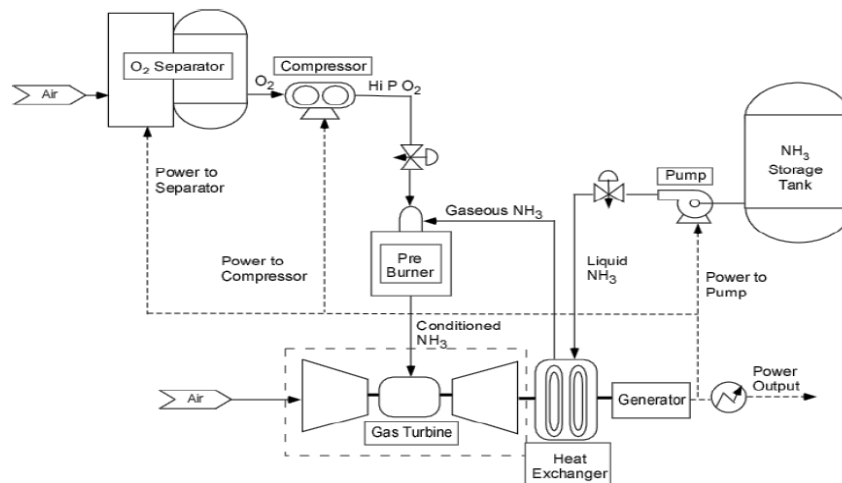 O2 Separator
Compressor
Air
O2
Hi P O2
NH3
Storage
Tank
Pump
Power to
Separator
Gaseous NH3
Pre
Burner
Liquid
NH3
Power to
Compressor
Power to
Pump
Conditioned
NH3
Air
Gas Turbine
Generator
Power
Output
Heat
Exchanger